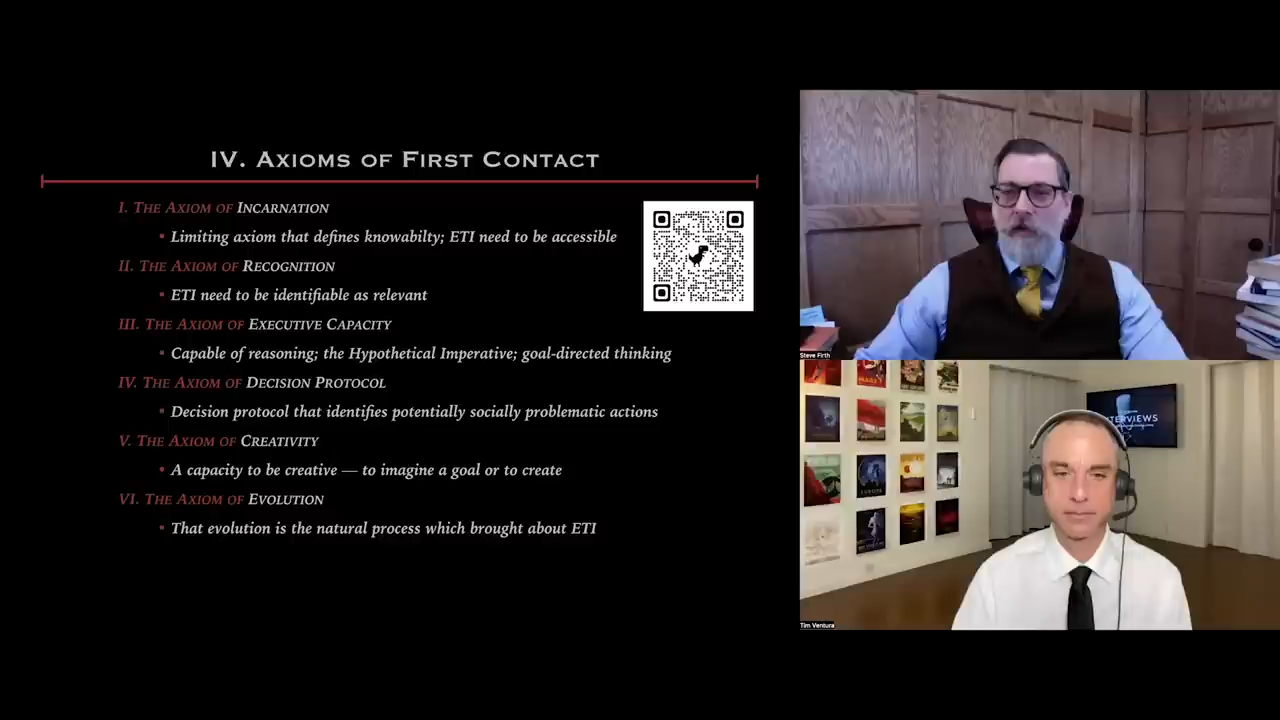 IV. Axioms of First Contact
I. The Axiom of Incarnation
▪ Limiting axiom that defines knowabilty; ETI need to be accessible
II. The Axiom of Recognition
▪ ETI need to be identifiable as relevant
III. The Axiom of Executive Capacity
▪ Capable of reasoning; the Hypothetical Imperative; goal-directed thinking
IV. The Axiom of Decision Protocol
▪ Decision protocol that identifies potentially socially problematic actions
V. The Axiom of Creativity
▪ A capacity to be creative — to imagine a goal or to create
VI. The Axiom of Evolution
▪ That evolution is the natural process which brought about ETI
Steve Firth
TERVIEWS
Tim Ventura